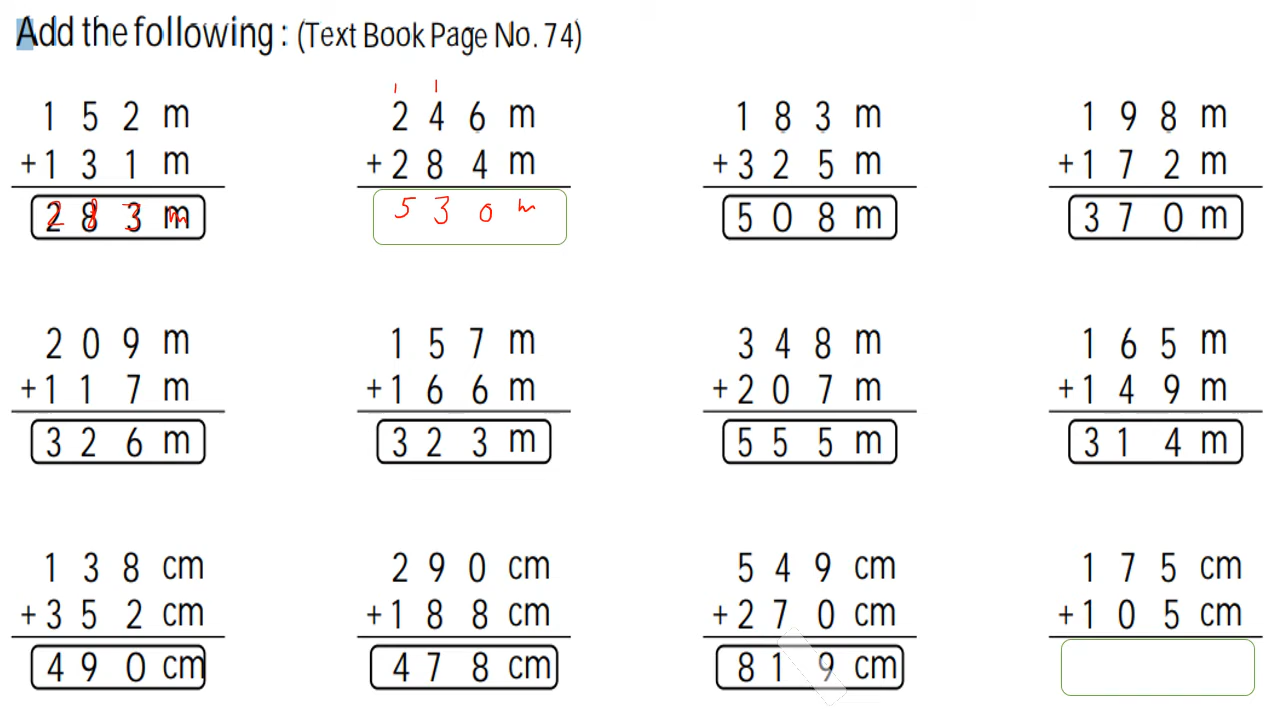 Add the following : (Text Book Page No. 74)
1 1
1 5 2 m 2 4 6 m 1 8 3 m 1 9 8 m
+ 1 3 1 m + 2 8 4 m + 3 2 5 m + 1 7 2 m
2 8 3 m 5 3 0 m 5 0 8 m 3 7 0 m
2 0 9 m 1 5 7 m 3 4 8 m 1 6 5 m
+ 1 1 7 m + 1 6 6 m + 2 0 7 m + 1 4 9 m
3 2 6 m 3 2 3 m 5 5 5 m 3 1 4 m
1 3 8 cm 2 9 0 cm 5 4 9 cm 1 7 5 cm
+ 3 5 2 cm + 1 8 8 cm + 2 7 0 cm + 1 0 5 cm
4 9 0 cm 4 7 8 cm 8 1 9 cm